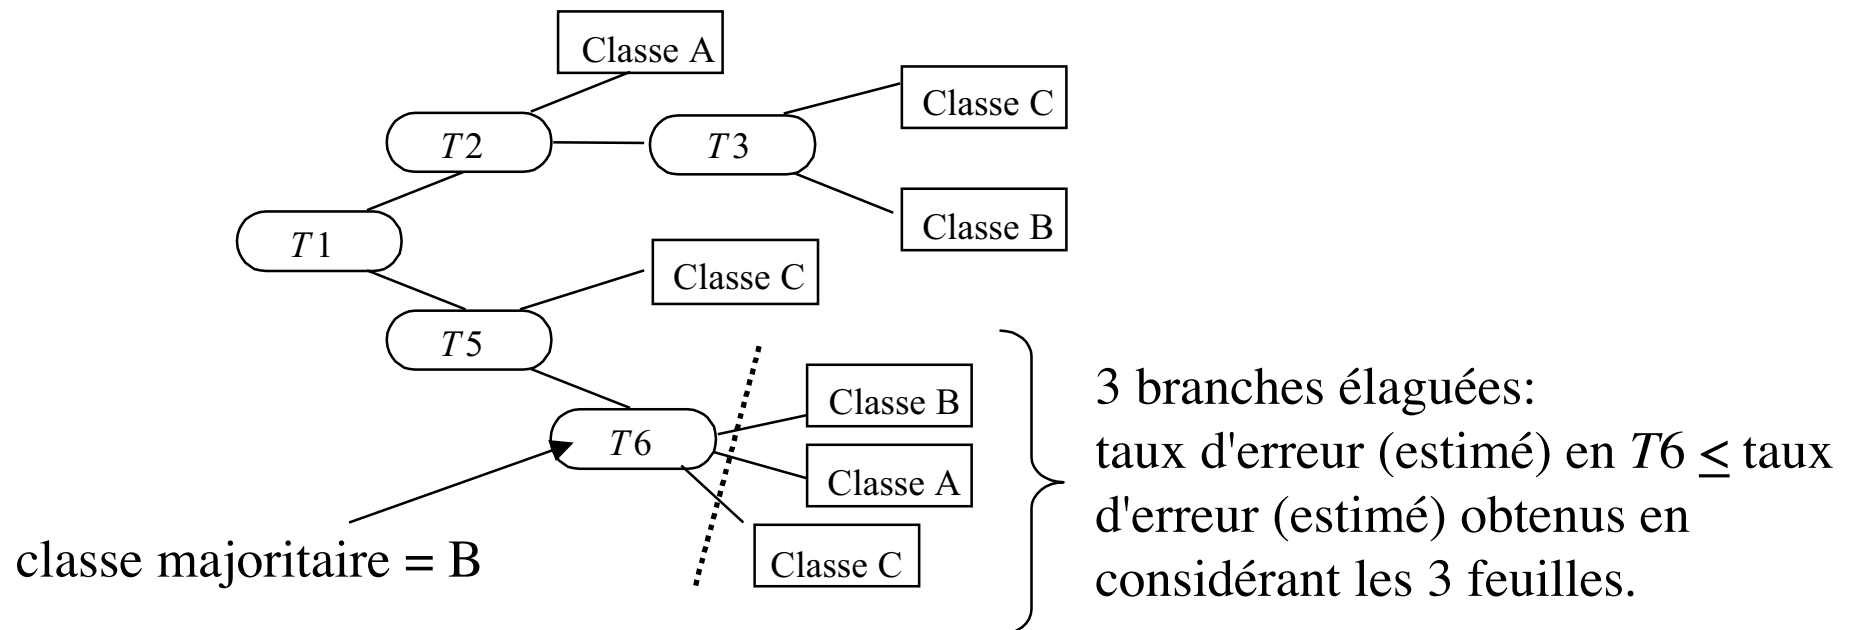 Classe A
Classe C
T2
T3
Classe B
T1
Classe C
T5
Classe B
T6
Classe A
Classe C
classe majoritaire = B
3 branches élaguées:
taux d'erreur (estimé) en T6 ≤ taux
d'erreur (estimé) obtenus en
considérant les 3 feuilles.